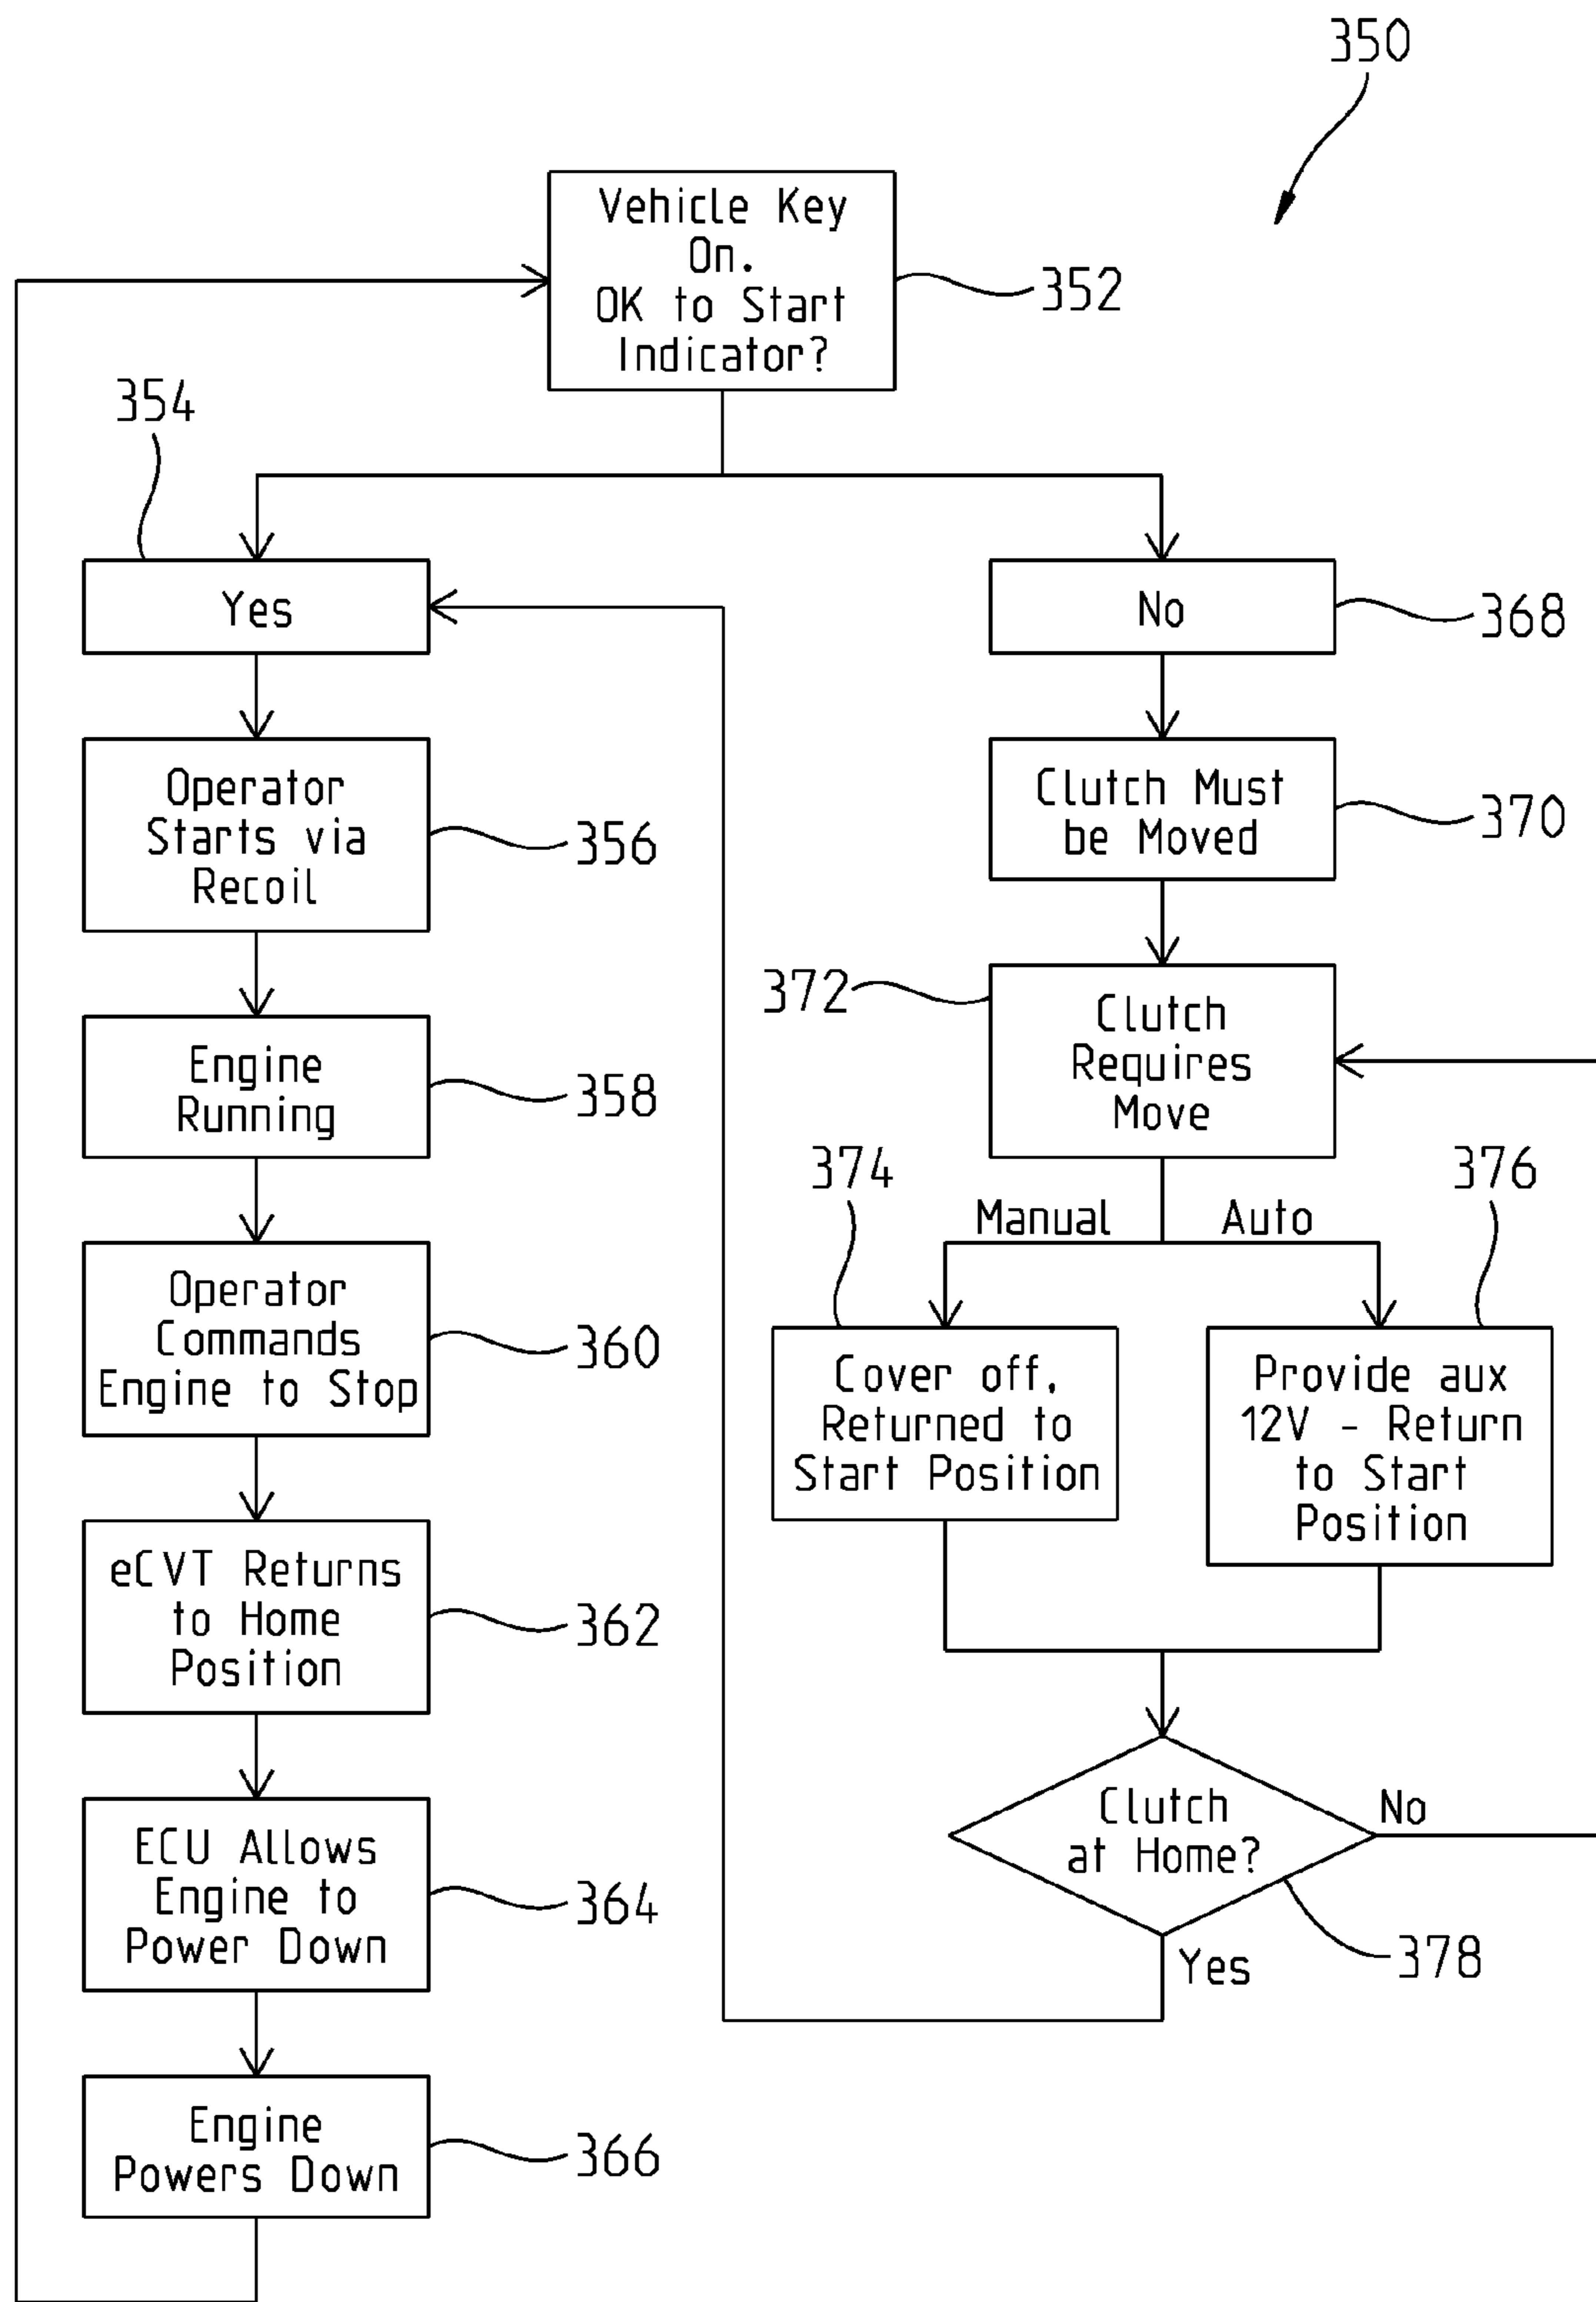 350
Vehicle Key
On.
OK to Start
Indicator?
352
354
Yes
No
368
Operator
Starts via
Recoil
356
Clutch Must
be Moved
370
Engine
Running
358
372
Clutch
Requires
Move
374
376
Manual
Auto
Operator
Commands
Engine to Stop
360
Cover off,
Returned to
Start Position
Provide aux
12V - Return
to Start
Position
eCVT Returns
to Home
Position
362
ECU Allows
Engine to
Power Down
364
Clutch
at Home?
No
378
Yes
Engine
Powers Down
366